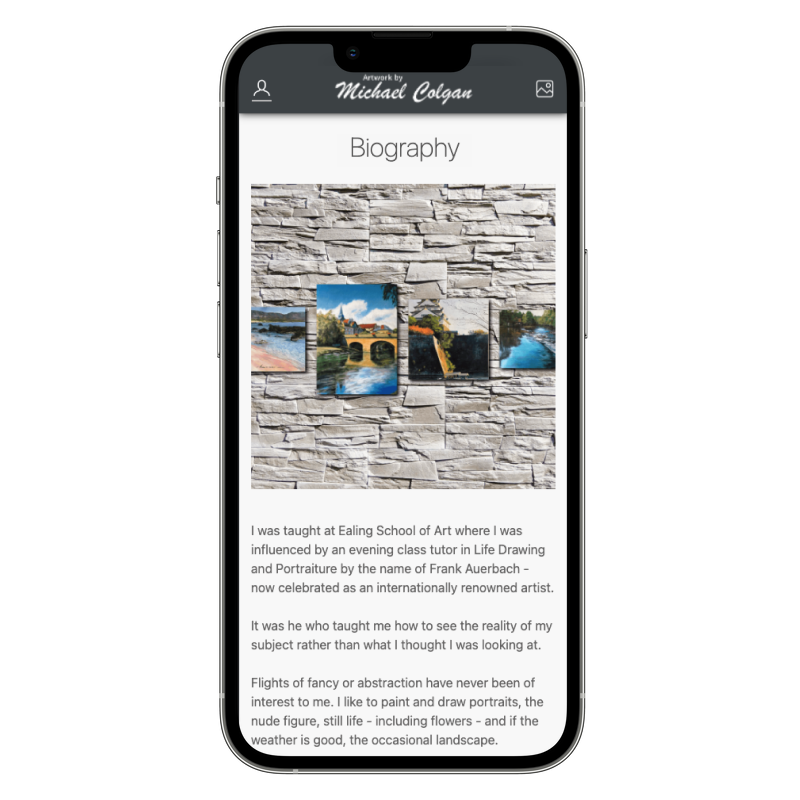 Artwork by
Michael Colgan
Biography
I was taught at Ealing School of Art where I was
influenced by an evening class tutor in Life Drawing
and Portraiture by the name of Frank Auerbach -
now celebrated as an internationally renowned artist.
It was he who taught me how to see the reality of my
subject rather than what I thought I was looking at.
Flights of fancy or abstraction have never been of
interest to me. I like to paint and draw portraits, the
nude figure, still life - including flowers - and if the
weather is good, the occasional landscape.